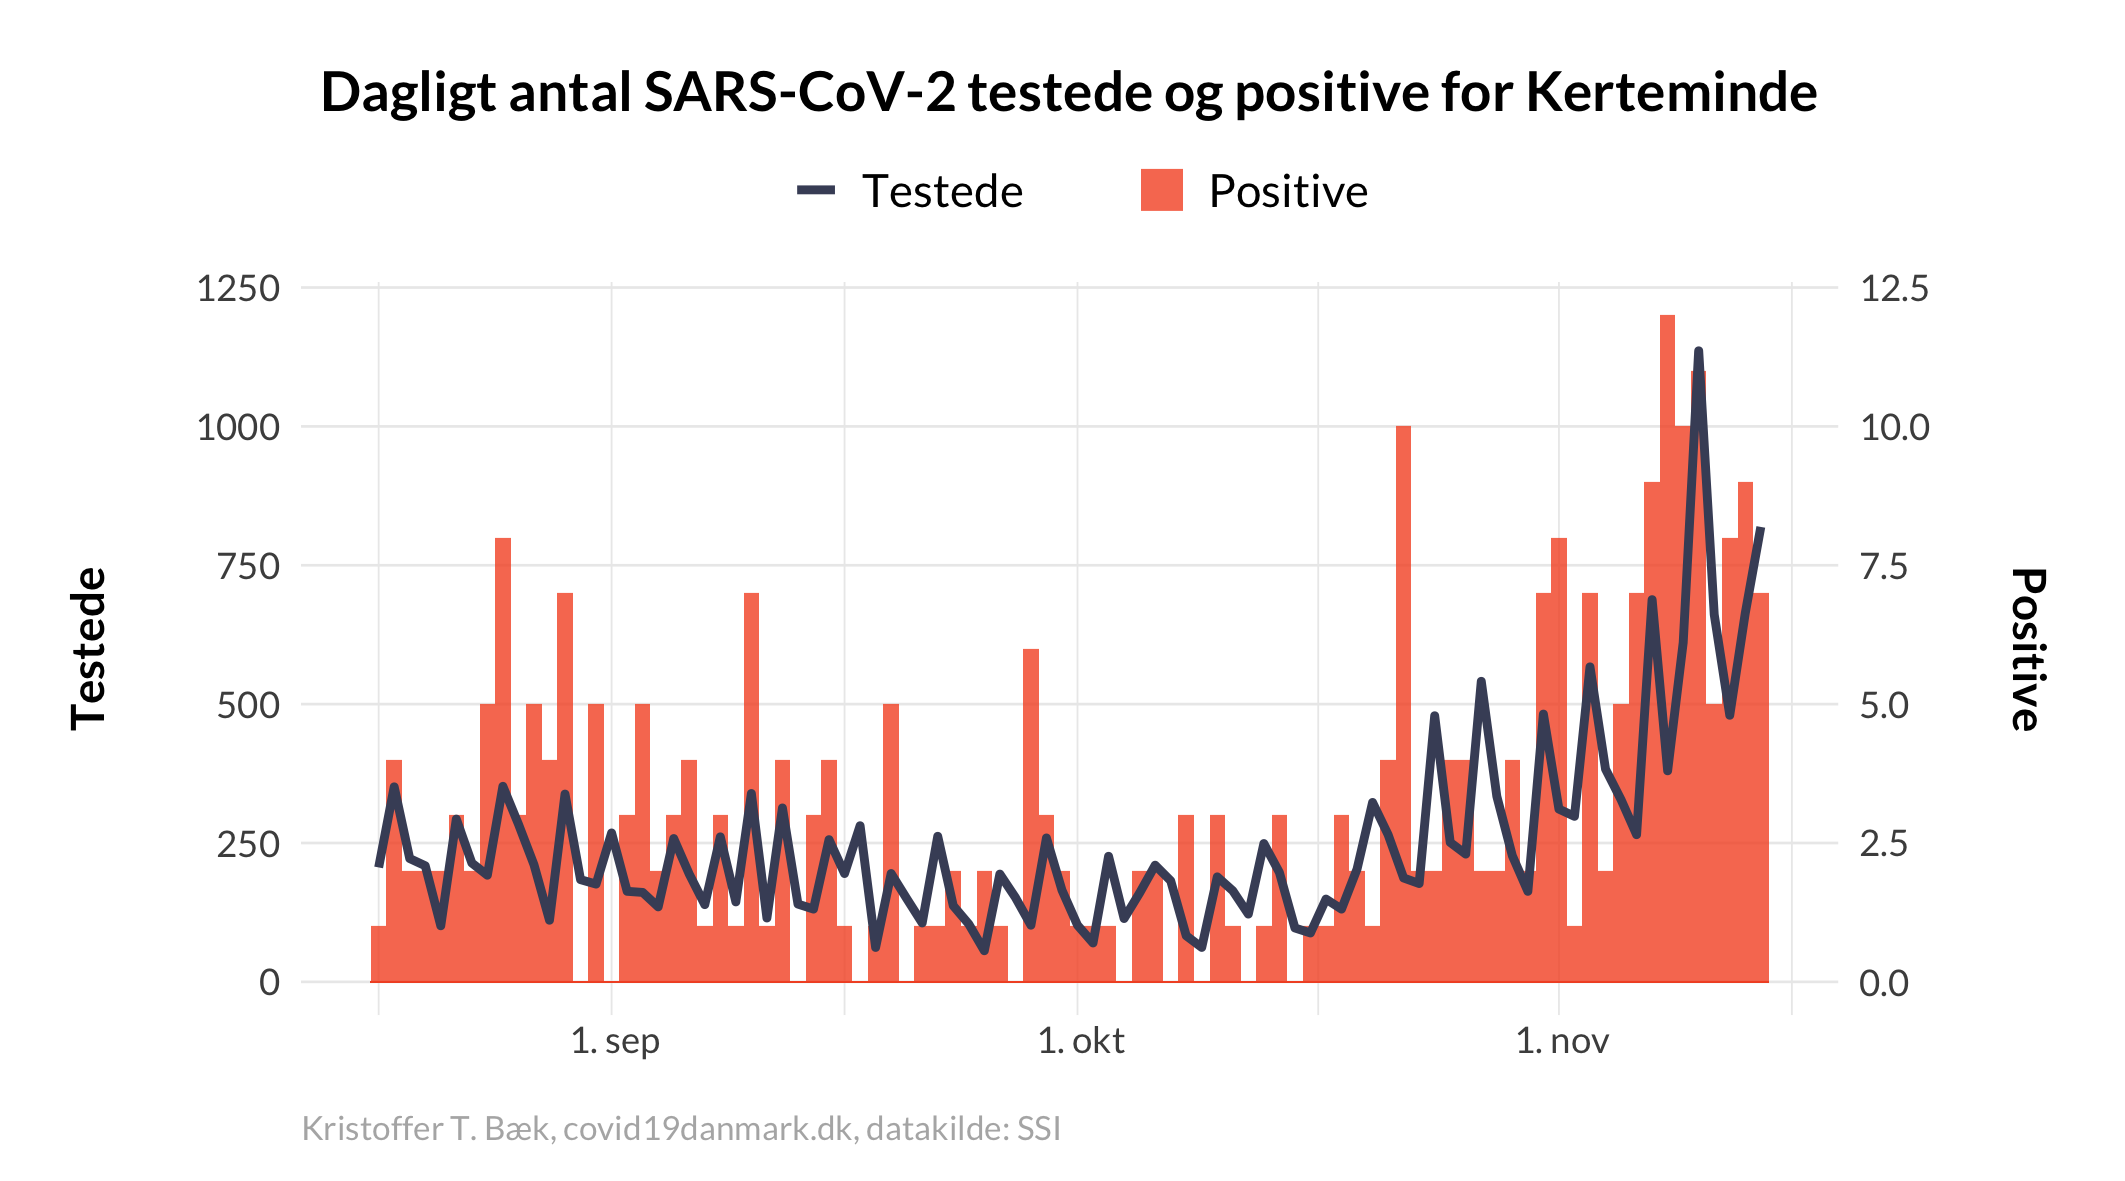 Dagligt antal SARS-CoV-2 testede og positive for Kerteminde
Testede Positive
1250 12.5
1000 10.0
750 7.5
500 5.0
250 2.5
0 0.0
Testede
Positive
1. sep 1. okt 1. nov
Kristoffer T. Bæk, covid19danmark.dk, datakilde: SSI